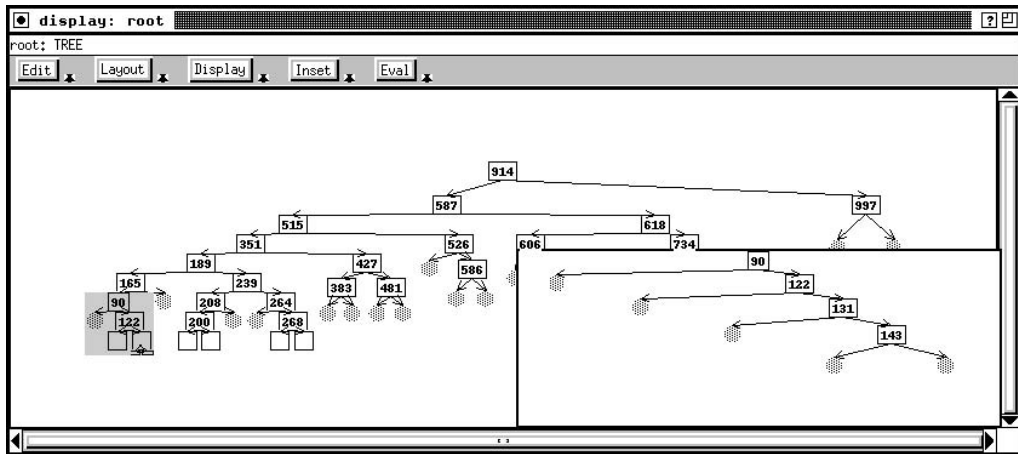 display: root
?
root: TREE
Edit Layout Display Inset Eval
914
587 997
515 618
351 526 606 734
189 427 586
165 239 383 481
90 208 264
122 200 268
90
122
131
143